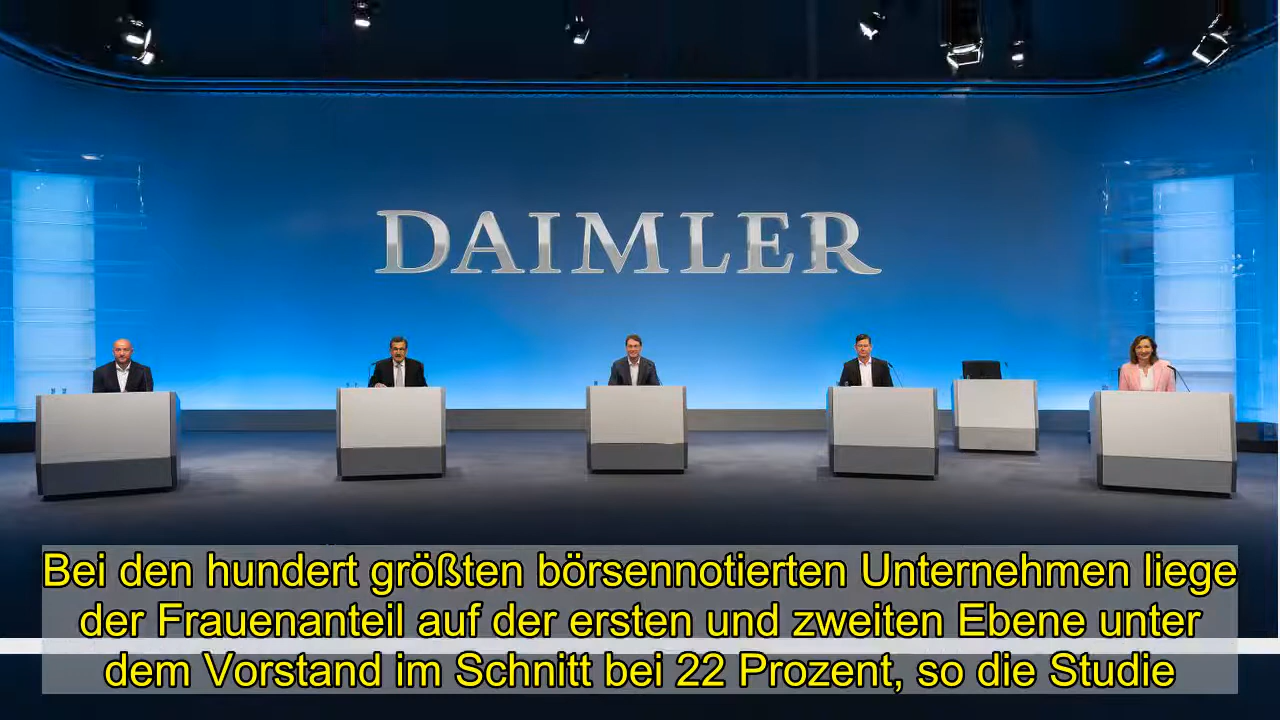 DAIMLER
Bei den hundert größten börsennotierten Unternehmen liege
der Frauenanteil auf der ersten und zweiten Ebene unter
dem Vorstand im Schnitt bei 22 Prozent, so die Studie